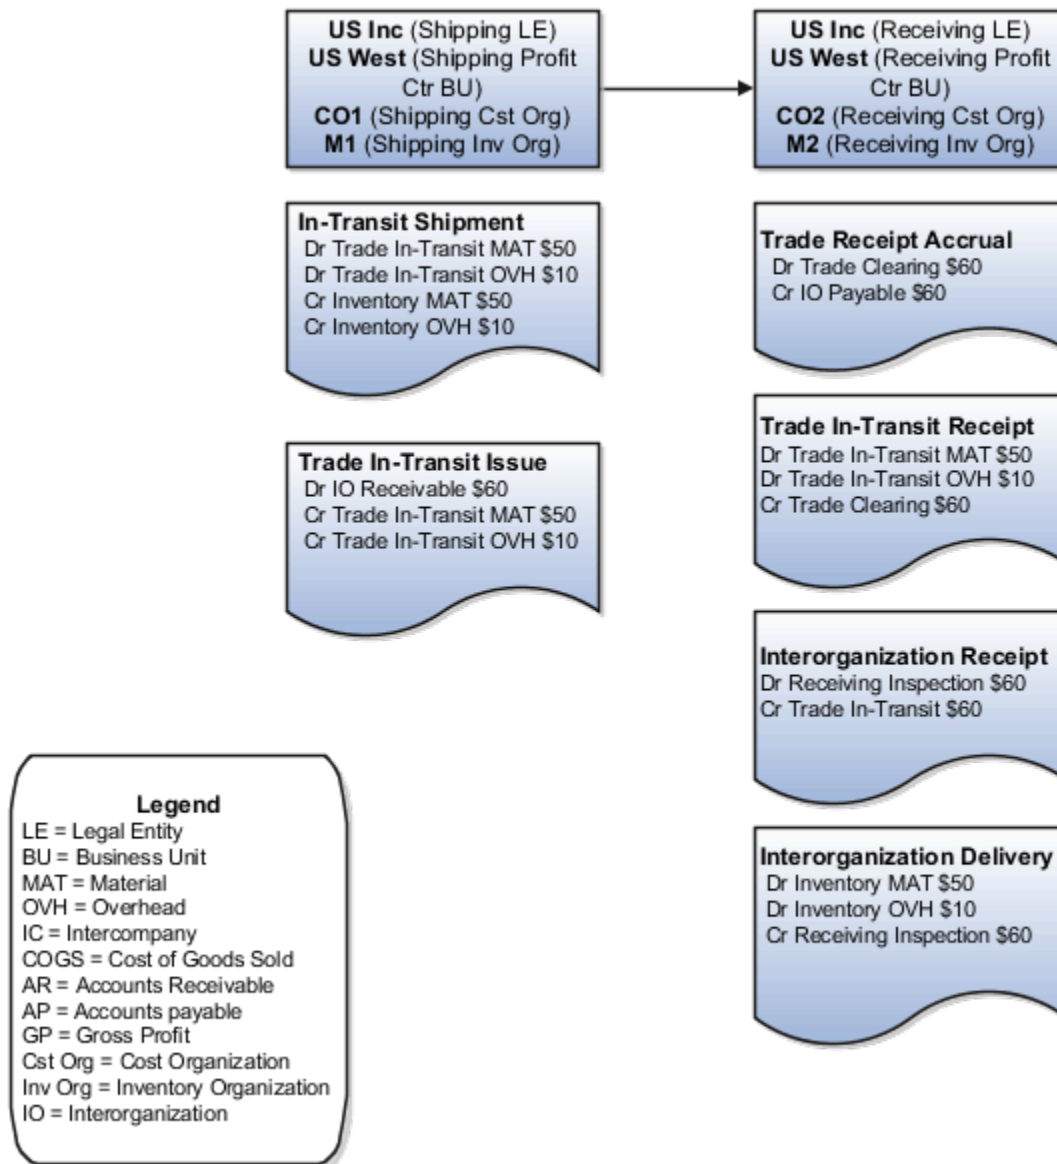 US Inc (Shipping LE)
US West (Shipping Profit
Ctr BU)
CO1 (Shipping Cst Org)
M1 (Shipping Inv Org)
US Inc (Receiving LE)
US West (Receiving Profit
Ctr BU)
CO2 (Receiving Cst Org)
M2 (Receiving Inv Org)
In-Transit Shipment
Dr Trade In-Transit MAT $50
Dr Trade In-Transit OVH $10
Cr Inventory MAT $50
Cr Inventory OVH $10
Trade In-Transit Issue
Dr IO Receivable $60
Cr Trade In-Transit MAT $50
Cr Trade In-Transit OVH $10
Trade Receipt Accrual
Dr Trade Clearing $60
Cr IO Payable $60
Trade In-Transit Receipt
Dr Trade In-Transit MAT $50
Dr Trade In-Transit OVH $10
Cr Trade Clearing $60
Interorganization Receipt
Dr Receiving Inspection $60
Cr Trade In-Transit $60
Interorganization Delivery
Dr Inventory MAT $50
Dr Inventory OVH $10
Cr Receiving Inspection $60
Legend
LE = Legal Entity
BU = Business Unit
MAT = Material
OVH = Overhead
IC = Intercompany
COGS = Cost of Goods Sold
AR = Accounts Receivable
AP = Accounts payable
GP = Gross Profit
Cst Org = Cost Organization
Inv Org = Inventory Organization
IO = Interorganization